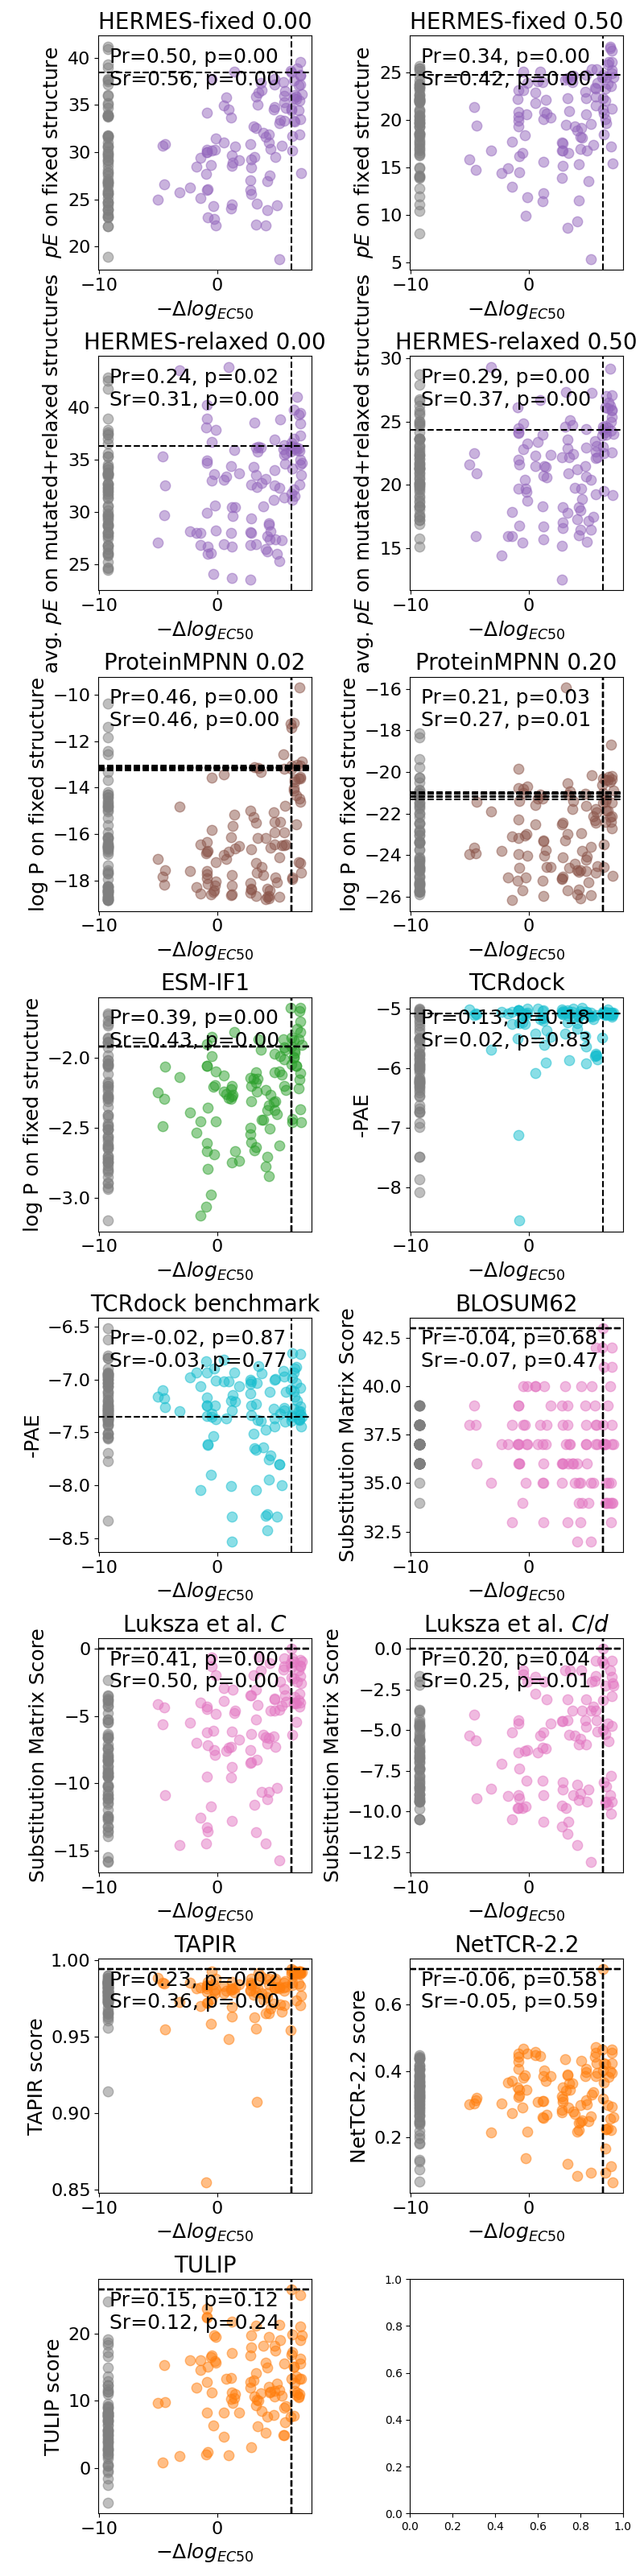 HERMES-fixed 0.00
HERMES-fixed 0.50
Pr=0.50, p=0.00
Sr=0.56, p=0.00
Pr=0.34, p=0.00
Sr=0.42, p=0.00
pE on fixed structure
pE on fixed structure
40
35
30
25
20
25
20
15
10
5
−10
0
−10
0
−Δlog_EC50
−Δlog_EC50
HERMES-relaxed 0.00
HERMES-relaxed 0.50
Pr=0.24, p=0.02
Sr=0.31, p=0.00
Pr=0.29, p=0.00
Sr=0.37, p=0.00
avg. pE on mutated+relaxed structures
avg. pE on mutated+relaxed structures
40
35
30
25
30
25
20
15
−10
0
−10
0
−Δlog_EC50
−Δlog_EC50
ProteinMPNN 0.02
ProteinMPNN 0.20
Pr=0.46, p=0.00
Sr=0.46, p=0.00
Pr=0.21, p=0.03
Sr=0.27, p=0.01
log P on fixed structure
log P on fixed structure
−10
−12
−14
−16
−18
−16
−18
−20
−22
−24
−26
−10
0
−10
0
−Δlog_EC50
−Δlog_EC50
ESM-IF1
TCRdock
Pr=0.39, p=0.00
Sr=0.43, p=0.00
Pr=0.13, p=0.18
Sr=0.02, p=0.83
log P on fixed structure
-PAE
−2.0
−2.5
−3.0
−5
−6
−7
−8
−10
0
−10
0
−Δlog_EC50
−Δlog_EC50
TCRdock benchmark
BLOSUM62
Pr=-0.02, p=0.87
Sr=-0.03, p=0.77
Pr=-0.04, p=0.68
Sr=-0.07, p=0.47
-PAE
Substitution Matrix Score
−6.5
−7.0
−7.5
−8.0
−8.5
42.5
40.0
37.5
35.0
32.5
−10
0
−10
0
−Δlog_EC50
−Δlog_EC50
Luksza et al. C
Luksza et al. C/d
Pr=0.41, p=0.00
Sr=0.50, p=0.00
Pr=0.20, p=0.04
Sr=0.25, p=0.01
Substitution Matrix Score
Substitution Matrix Score
0
−5
−10
−15
0.0
−2.5
−5.0
−7.5
−10.0
−12.5
−10
0
−10
0
−Δlog_EC50
−Δlog_EC50
TAPIR
NetTCR-2.2
Pr=0.23, p=0.02
Sr=0.36, p=0.00
Pr=-0.06, p=0.58
Sr=-0.05, p=0.59
TAPIR score
NetTCR-2.2 score
1.00
0.95
0.90
0.85
0.6
0.4
0.2
−10
0
−10
0
−Δlog_EC50
−Δlog_EC50
TULIP
Pr=0.15, p=0.12
Sr=0.12, p=0.24
TULIP score
20
10
0
−10
0
−Δlog_EC50
1.0
0.8
0.6
0.4
0.2
0.0
0.0
0.2
0.4
0.6
0.8
1.0